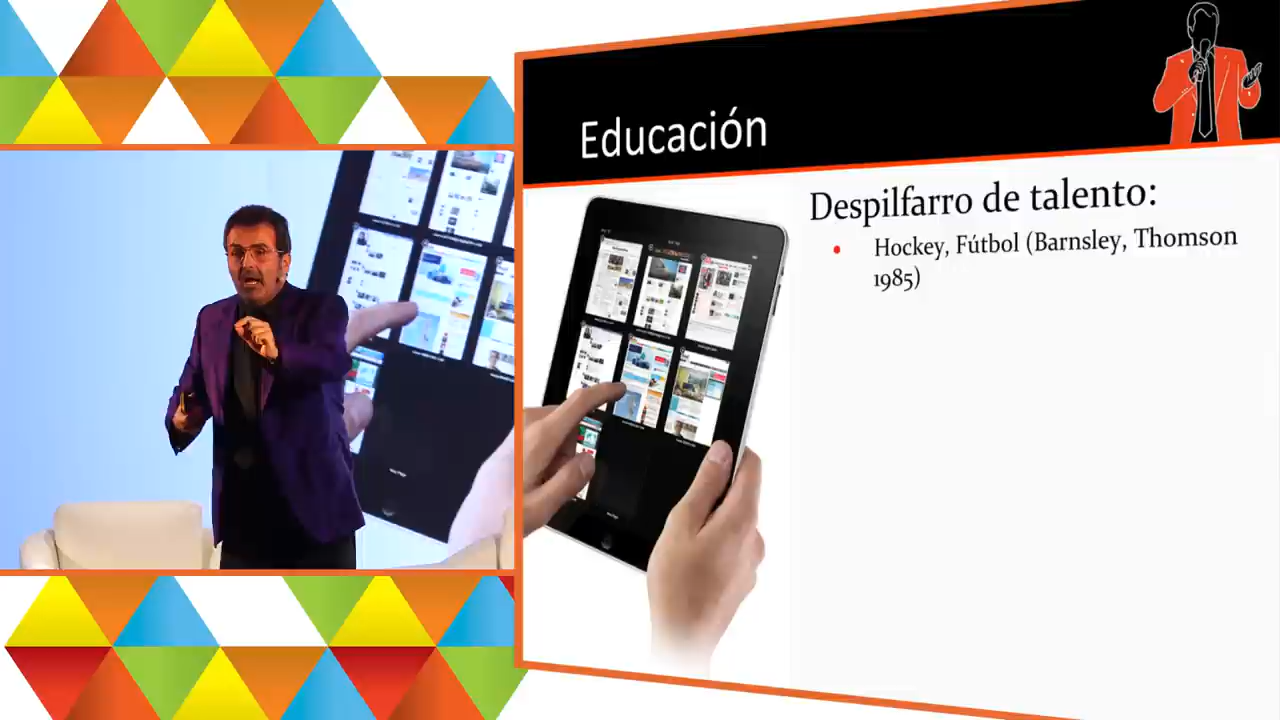 Educación
Despilfarro de talento:
• Hockey, Fútbol (Barnsley, Thomson
1985)